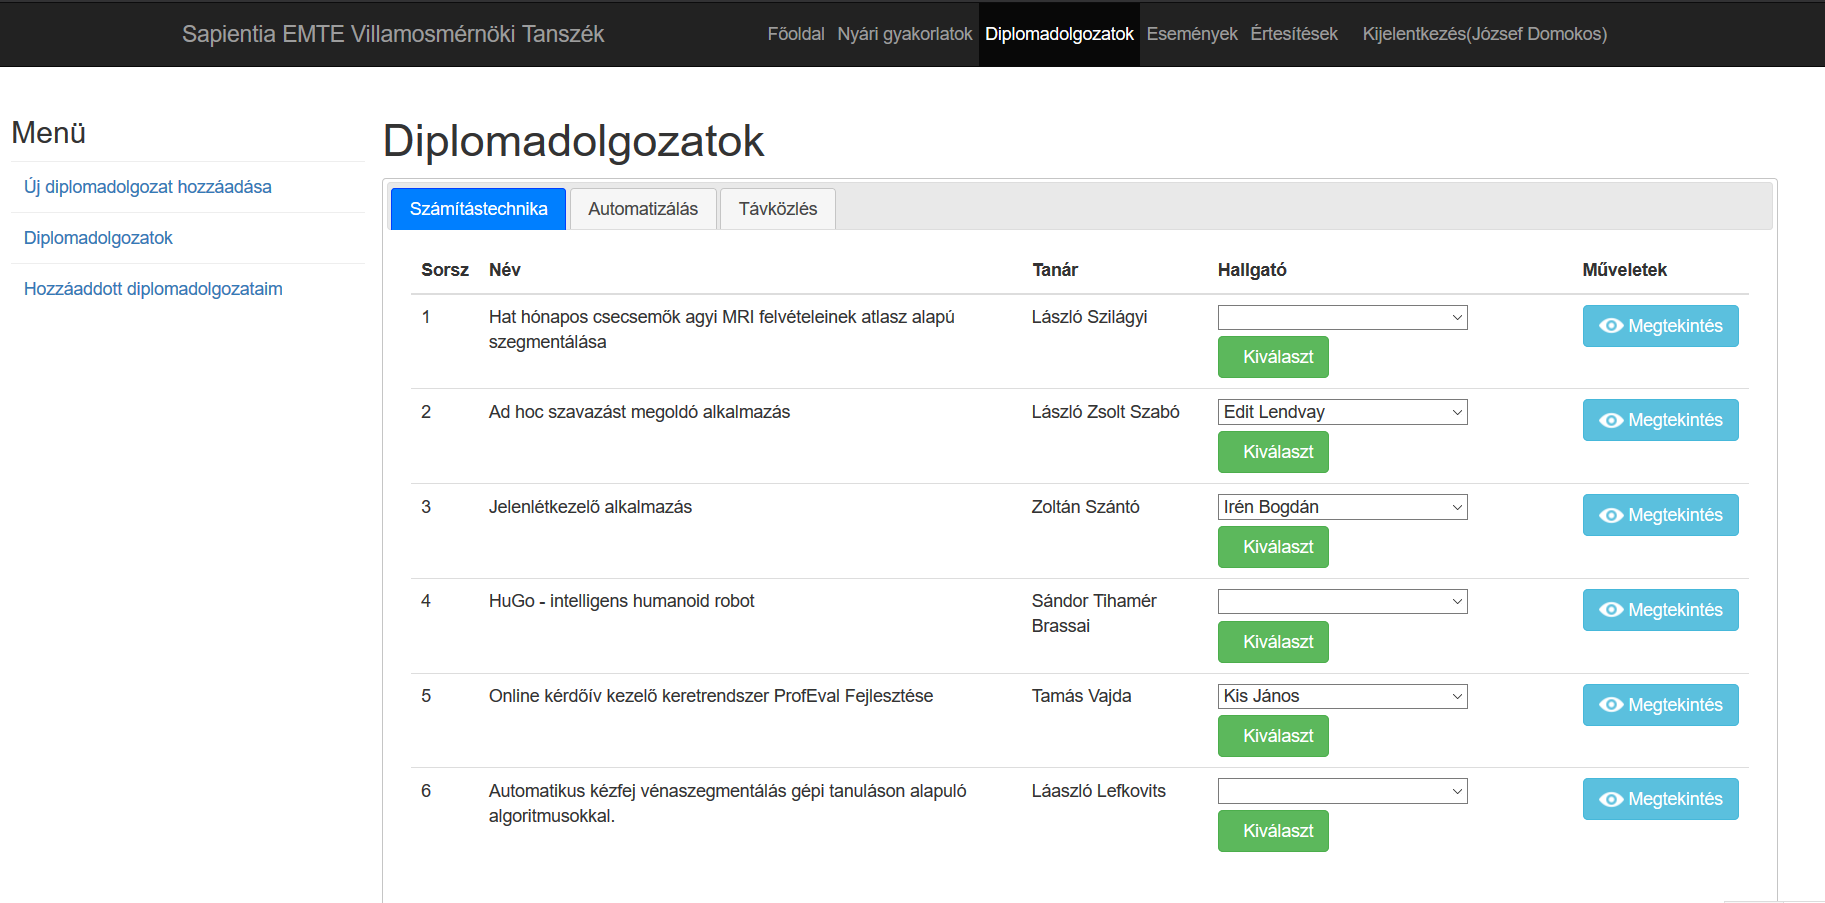 Sapientia EMTE Villamosmérnöki Tanszék Főoldal Nyári gyakorlatok Diplomadolgozatok Események Értesítések Kijelentkezés(József Domokos)
Menü
Új diplomadolgozat hozzáadása
Diplomadolgozatok
Hozzáaddott diplomadolgozataim
Diplomadolgozatok
Számítástechnika Automatizálás Távközlés
Sorsz Név Tanár Hallgató Műveletek
1 Hat hónapos csecsemők agyi MRI felvételeinek atlasz alapú László Szilágyi Megtekintés
szegmentálása
Kiválaszt
2 Ad hoc szavazást megoldó alkalmazás László Zsolt Szabó Edit Lendvay Megtekintés
Kiválaszt
3 Jelenlétkezelő alkalmazás Zoltán Szántó Irén Bogdán Megtekintés
Kiválaszt
4 HuGo - intelligens humanoid robot Sándor Tihamér Megtekintés
Brassai
Kiválaszt
5 Online kérdőív kezelő keretrendszer ProfEval Fejlesztése Tamás Vajda Kis János Megtekintés
Kiválaszt
6 Automatikus kézfej vénaszegmentálás gépi tanuláson alapuló Láaszló Lefkovits Megtekintés
algoritmusokkal.
Kiválaszt